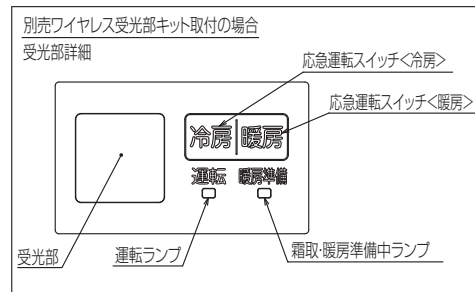 別売ワイヤレス受光部キット取付の場合
受光部詳細
応急運転スイッチ<冷房>
応急運転スイッチ<暖房>
冷房 暖房
運転 暖房準備
受光部
運転ランプ
霜取・暖房準備中ランプ